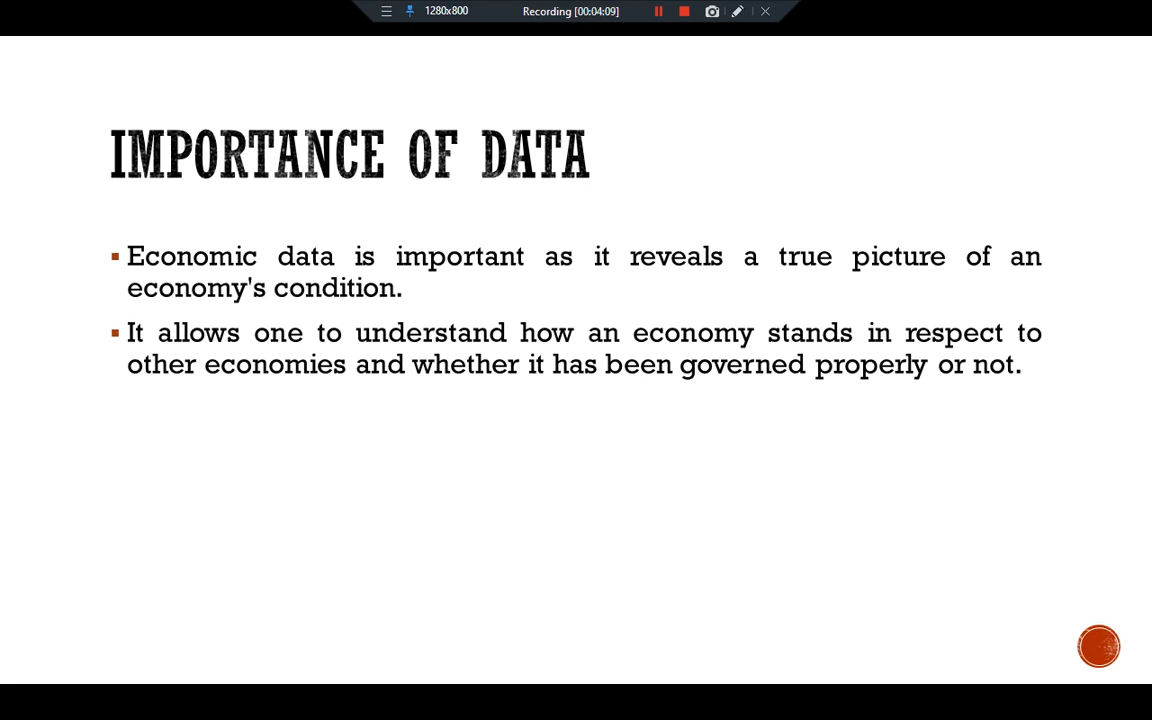 1280x800 Recording [00:04:09]
IMPORTANCE OF DATA
▪ Economic data is important as it reveals a true picture of an
economy's condition.
▪ It allows one to understand how an economy stands in respect to
other economies and whether it has been governed properly or not.